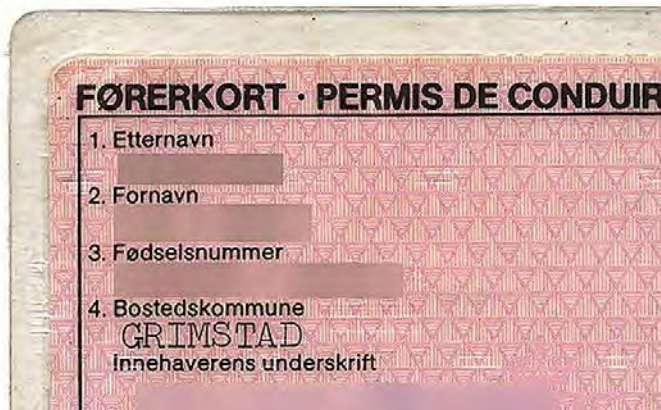 FØRERKORT · PERMIS DE CONDUIR
1. Etternavn
2. Fornavn
3. Fødselsnummer
4. Bostedskommune
GRIMSTAD
Innehaverens underskrift